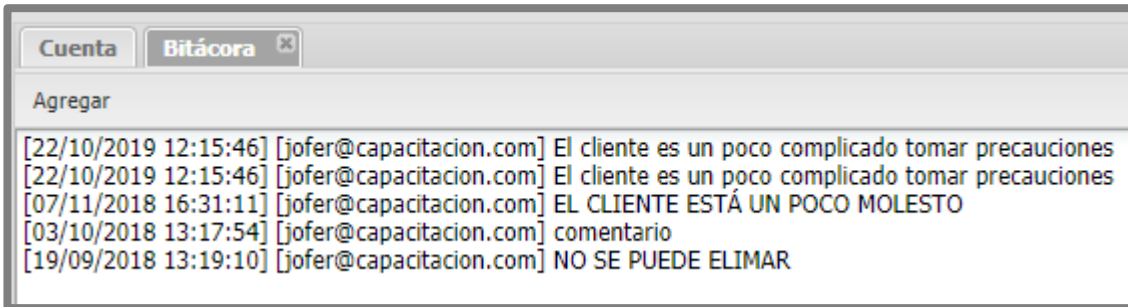 Cuenta Bitácora
Agregar
[22/10/2019 12:15:46] [jofer@capacitacion.com] El cliente es un poco complicado tomar precauciones
[22/10/2019 12:15:46] [jofer@capacitacion.com] El cliente es un poco complicado tomar precauciones
[07/11/2018 16:31:11] [jofer@capacitacion.com] EL CLIENTE ESTÁ UN POCO MOLESTO
[03/10/2018 13:17:54] [jofer@capacitacion.com] comentario
[19/09/2018 13:19:10] [jofer@capacitacion.com] NO SE PUEDE ELIMAR